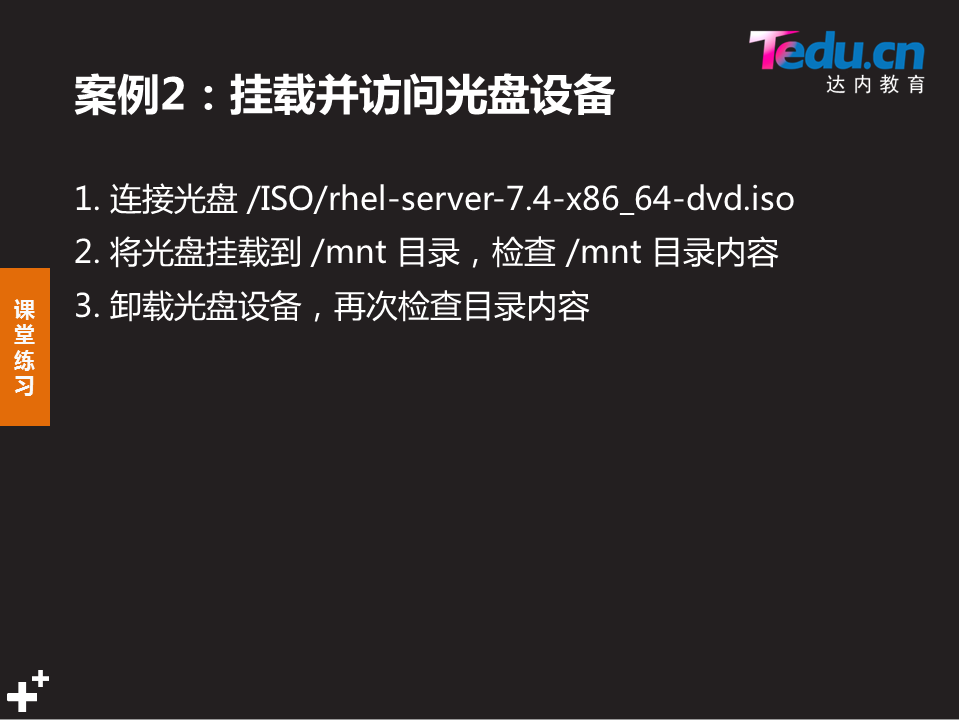 Tedu.cn
达内教育
案例2：挂载并访问光盘设备
1. 连接光盘 /ISO/rhel-server-7.4-x86_64-dvd.iso
2. 将光盘挂载到 /mnt 目录，检查 /mnt 目录内容
3. 卸载光盘设备，再次检查目录内容
课堂练习